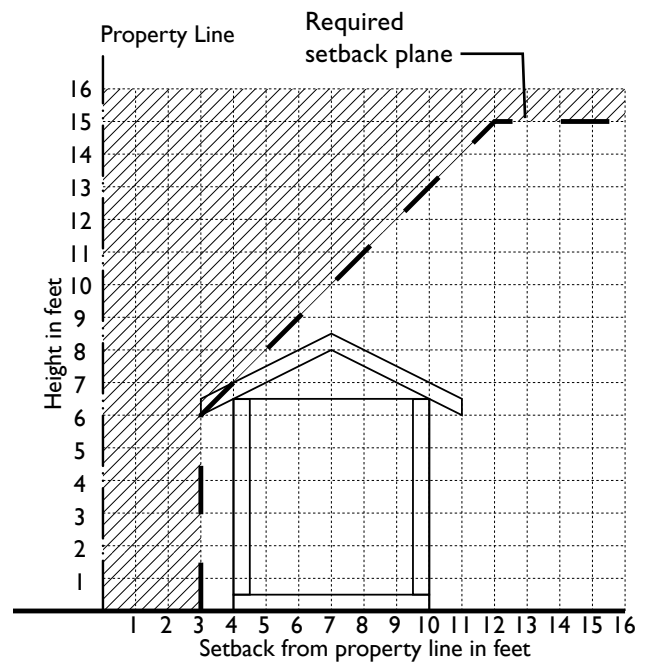 Property Line
Required
setback plane
16
15
14
13
12
11
10
9
8
7
6
5
4
3
2
1
Height in feet
1 2 3 4 5 6 7 8 9 10 11 12 13 14 15 16
Setback from property line in feet